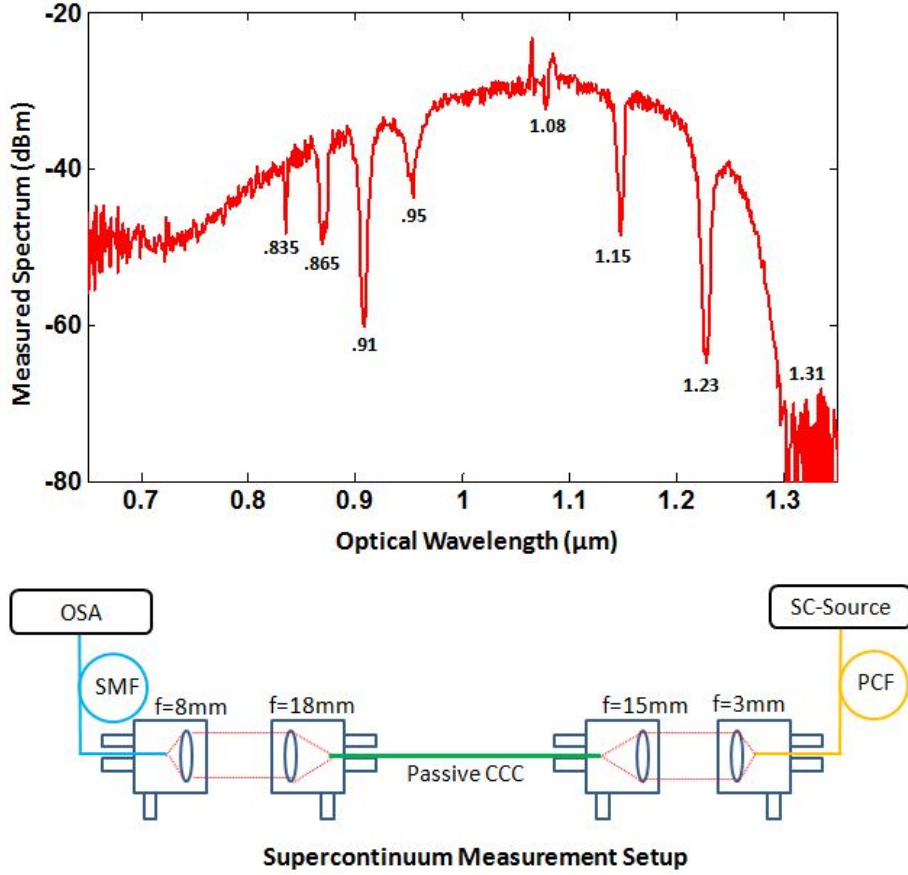 -20
-40
-60
-80
Measured Spectrum (dBm)
.835
.865
.91
.95
1.08
1.15
1.23
1.31
0.7 0.8 0.9 1 1.1 1.2 1.3
Optical Wavelength (μm)
OSA
SC-Source
SMF
PCF
f=8mm f=18mm f=15mm f=3mm
Passive CCC
Supercontinuum Measurement Setup